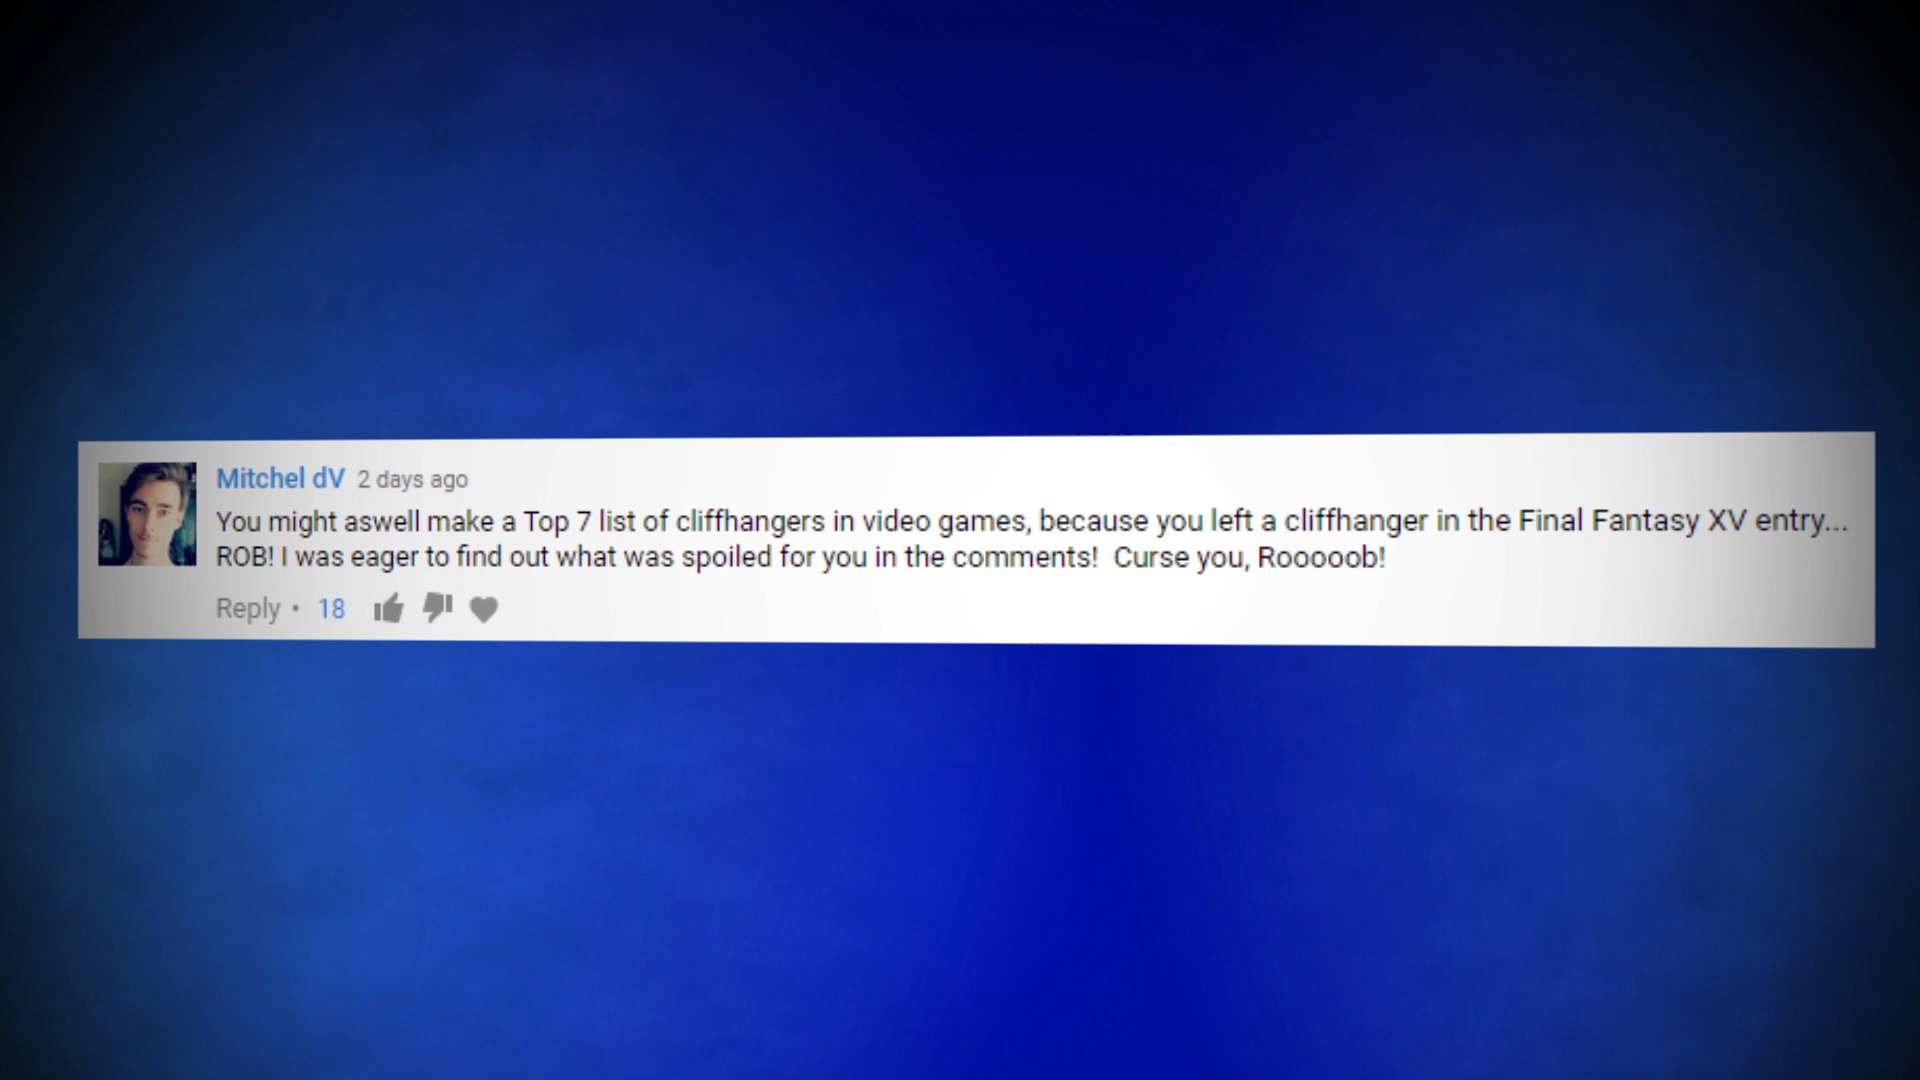 Mitchel dV 2 days ago
You might aswell make a Top 7 list of cliffhangers in video games, because you left a cliffhanger in the Final Fantasy XV entry...
ROB! I was eager to find out what was spoiled for you in the comments!  Curse you, Rooooob!
Reply • 18